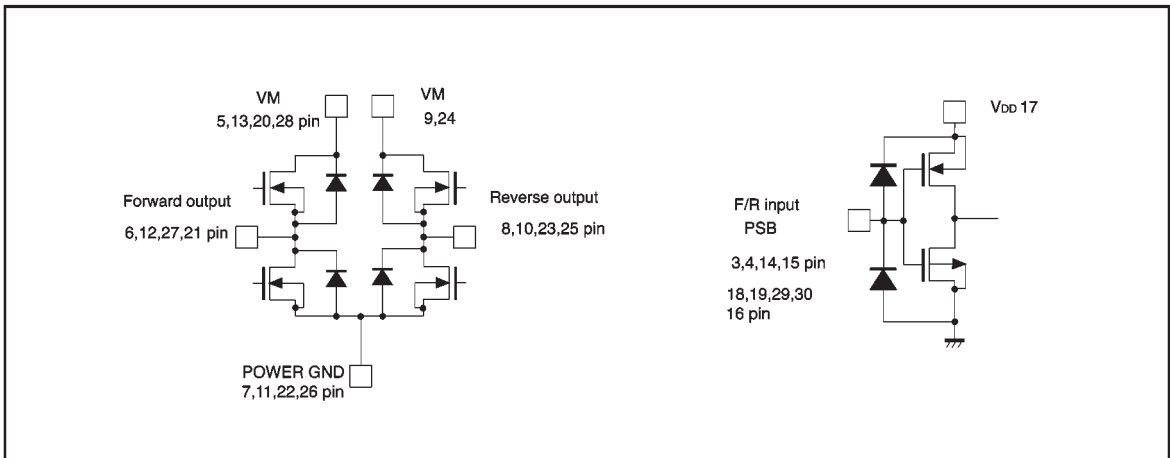 VM
5,13,20,28 pin
VM
9,24
Forward output
6,12,27,21 pin
Reverse output
8,10,23,25 pin
POWER GND
7,11,22,26 pin
VDD 17
F/R input
PSB
3,4,14,15 pin
18,19,29,30
16 pin